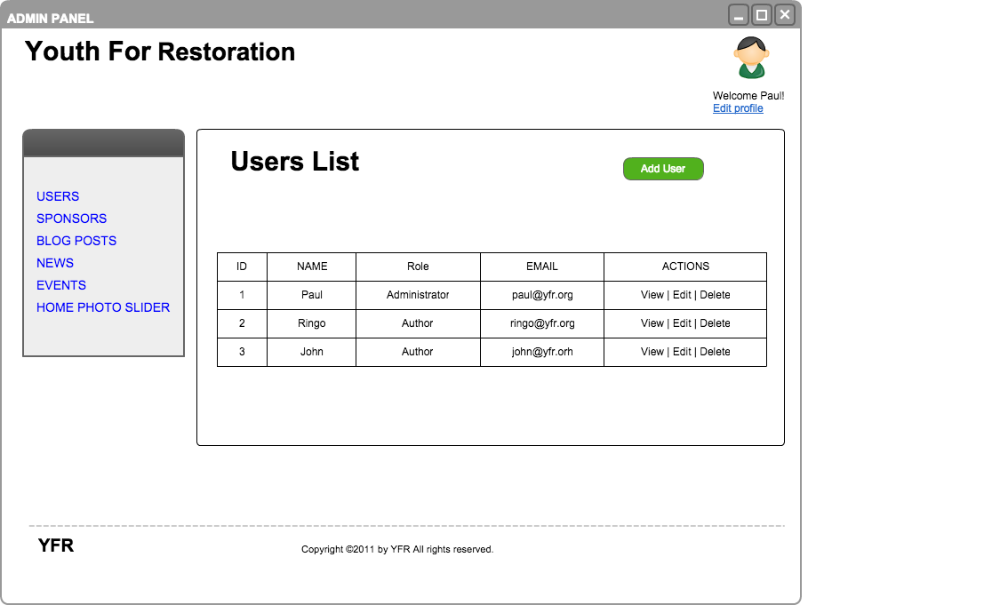 ADMIN PANEL
Youth For Restoration
Welcome Paul!
Edit profile
USERS
SPONSORS
BLOG POSTS
NEWS
EVENTS
HOME PHOTO SLIDER
Users List
Add User
ID NAME Role EMAIL ACTIONS
1 Paul Administrator paul@yfr.org View | Edit | Delete
2 Ringo Author ringo@yfr.org View | Edit | Delete
3 John Author john@yfr.orh View | Edit | Delete
YFR
Copyright ©2011 by YFR All rights reserved.